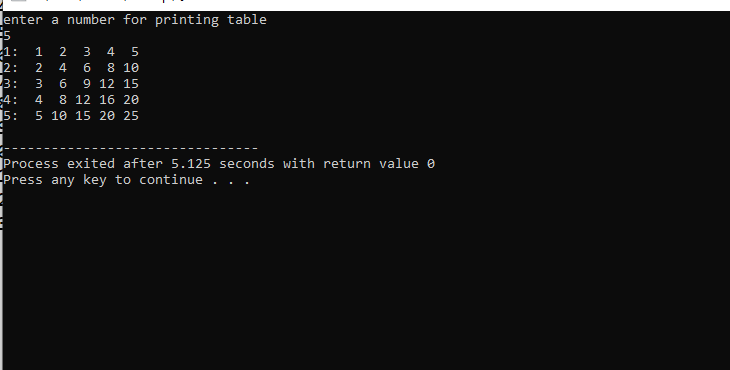 enter a number for printing table
5
1:  1  2  3  4  5
2:  2  4  6  8 10
3:  3  6  9 12 15
4:  4  8 12 16 20
5:  5 10 15 20 25
--------------------------------
Process exited after 5.125 seconds with return value 0
Press any key to continue . . .